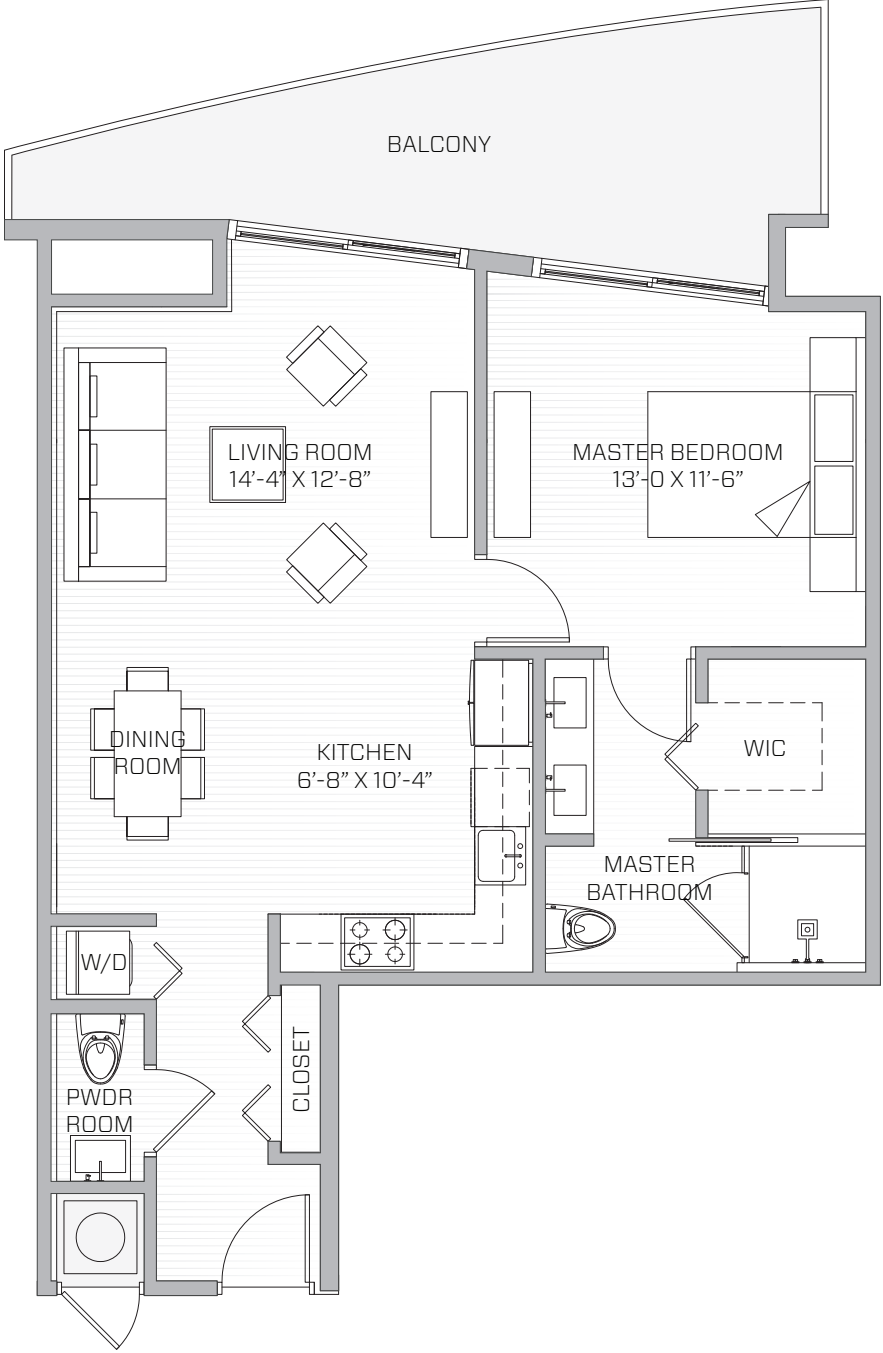 BALCONY
LIVING ROOM
14’-4” X 12’-8”
MASTER BEDROOM
13’-0 X 11’-6”
DINING
ROOM
KITCHEN
6’-8” X 10’-4”
WIC
MASTER
BATHROOM
W/D
CLOSET
PWDR
ROOM